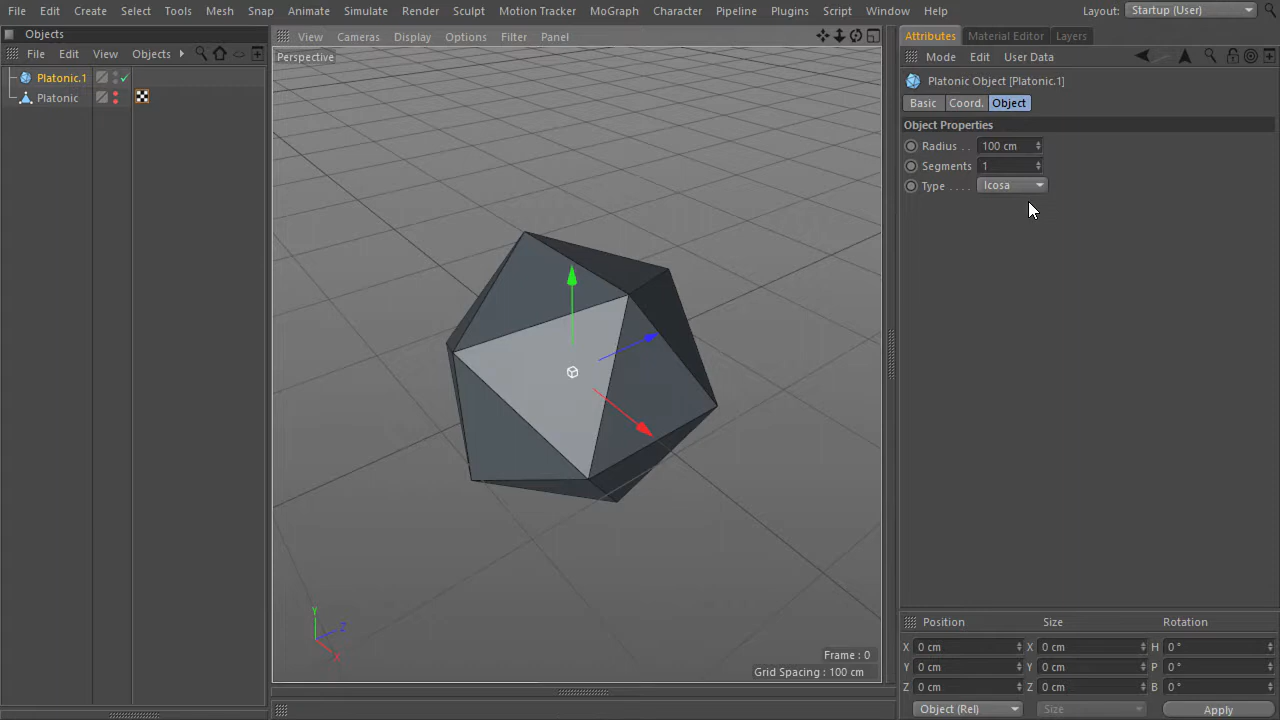 File Edit Create Select Tools Mesh Snap Animate Simulate Render Sculpt Motion Tracker MoGraph Character Pipeline Plugins Script Window Help Layout: Startup (User)
Objects
File Edit View Objects
Platonic.1
Platonic
View Cameras Display Options Filter Panel
Perspective
Y
Z
X
Frame : 0
Grid Spacing : 100 cm
Attributes Material Editor Layers
Mode Edit User Data
Platonic Object [Platonic.1]
Basic Coord. Object
Object Properties
Radius . . 100 cm
Segments 1
Type . . . . Icosa
Position Size Rotation
X 0 cm X 0 cm H 0 °
Y 0 cm Y 0 cm P 0 °
Z 0 cm Z 0 cm B 0 °
Object (Rel) Size Apply